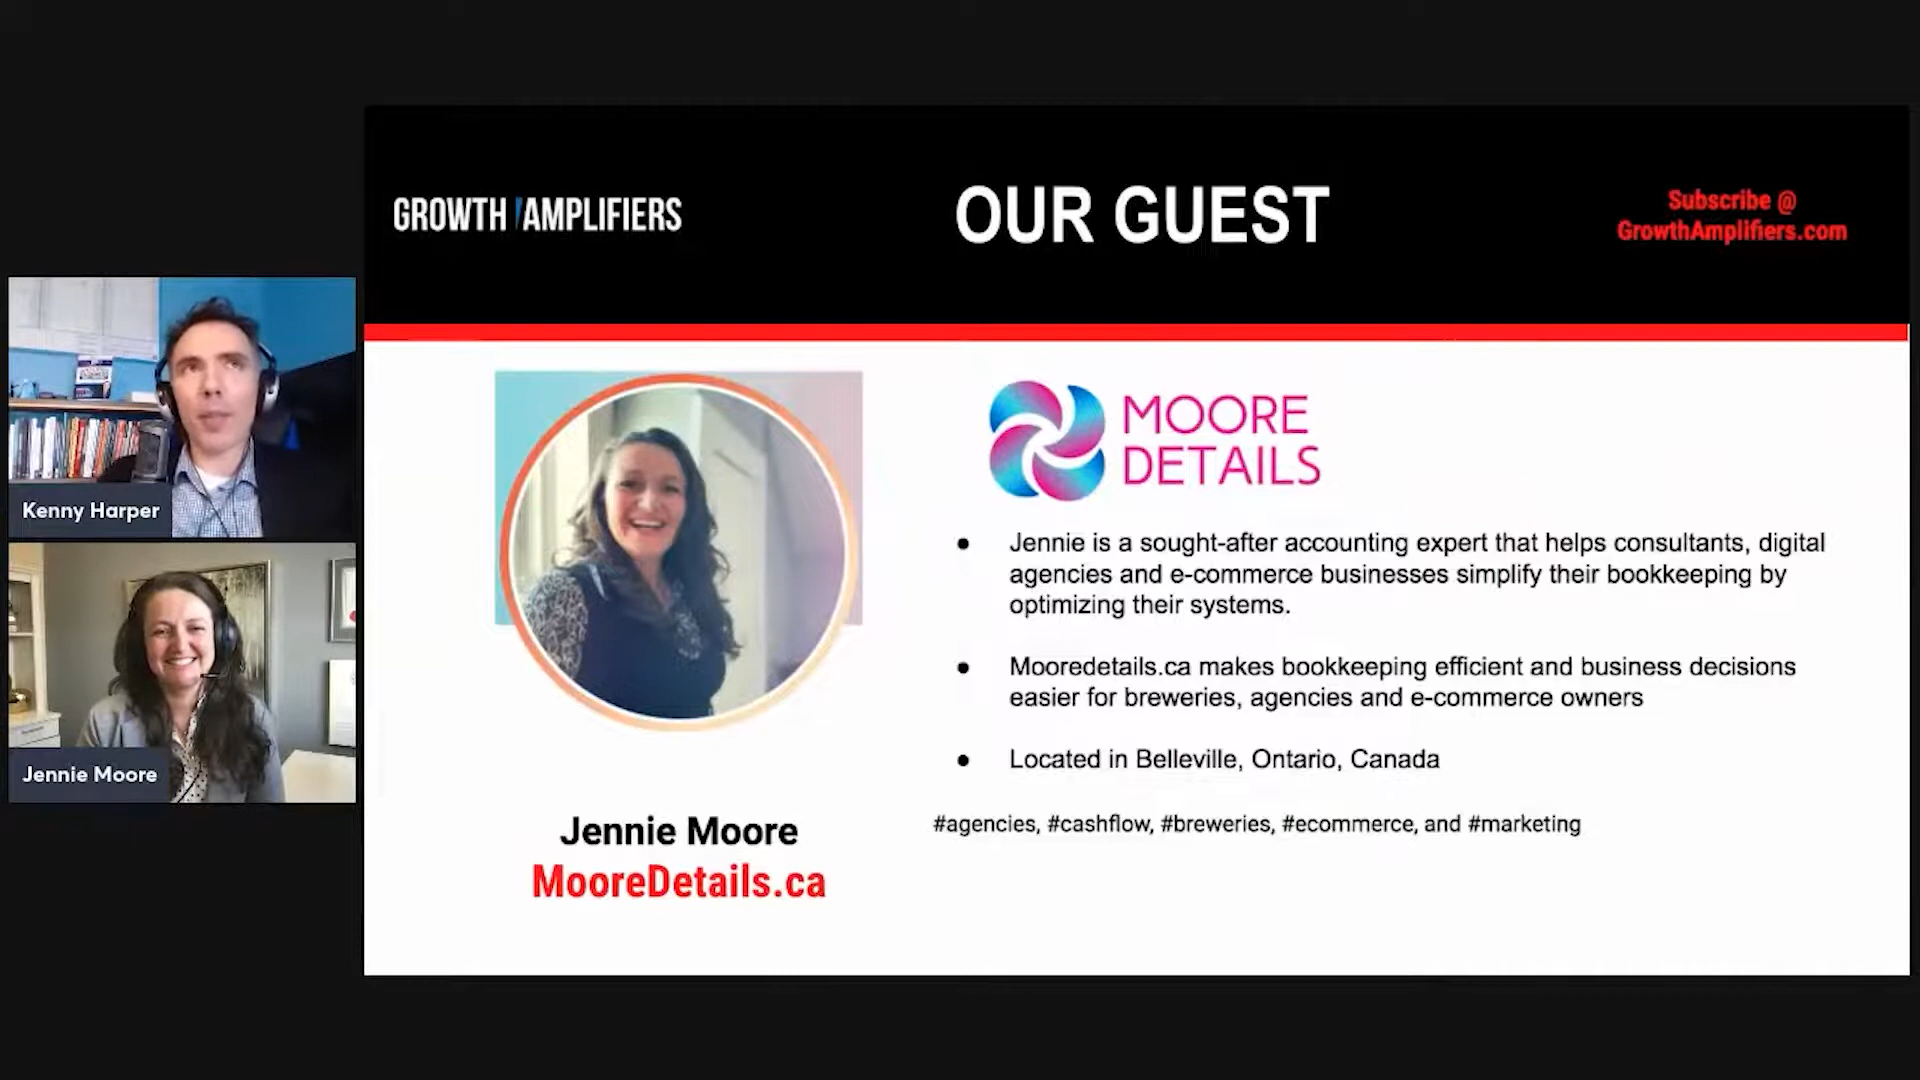 GROWTH AMPLIFIERS
OUR GUEST
Subscribe @
GrowthAmplifiers.com
Kenny Harper
Jennie Moore
MOORE
DETAILS
● Jennie is a sought-after accounting expert that helps consultants, digital
agencies and e-commerce businesses simplify their bookkeeping by
optimizing their systems.
● Mooredetails.ca makes bookkeeping efficient and business decisions
easier for breweries, agencies and e-commerce owners
● Located in Belleville, Ontario, Canada
#agencies, #cashflow, #breweries, #ecommerce, and #marketing
Jennie Moore
MooreDetails.ca